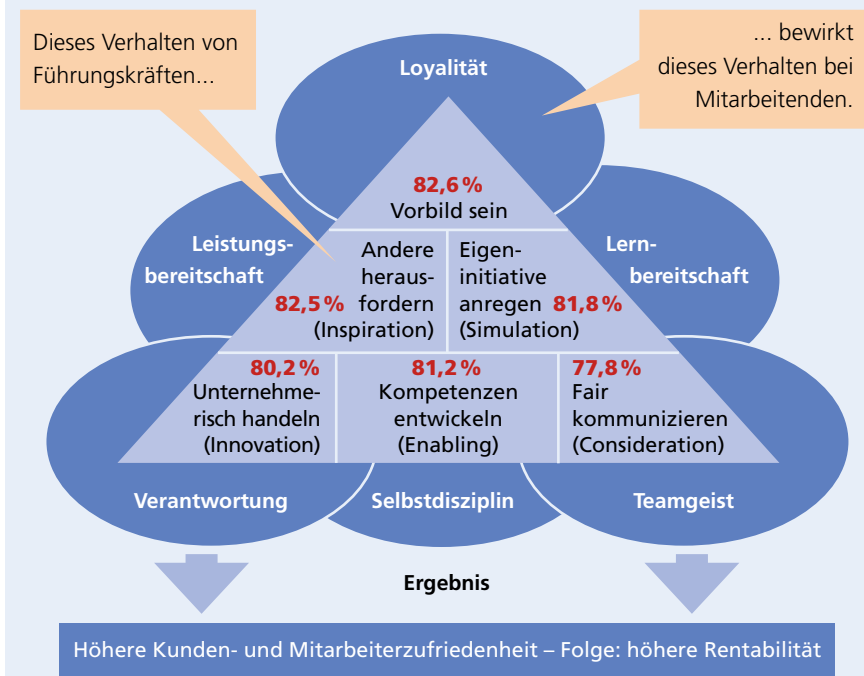 Dieses Verhalten von
Führungskräften...
... bewirkt
dieses Verhalten bei
Mitarbeitenden.
Loyalität
82,6 %
Vorbild sein
Leistungs-
bereitschaft
Andere
heraus-
fordern
(Inspiration)
82,5 %
Eigen-
initiative
anregen
(Simulation)
81,8 %
Lern-
bereitschaft
80,2 %
Unternehme-
risch handeln
(Innovation)
81,2 %
Kompetenzen
entwickeln
(Enabling)
77,8 %
Fair
kommunizieren
(Consideration)
Verantwortung
Selbstdisziplin
Teamgeist
Ergebnis
Höhere Kunden- und Mitarbeiterzufriedenheit – Folge: höhere Rentabilität